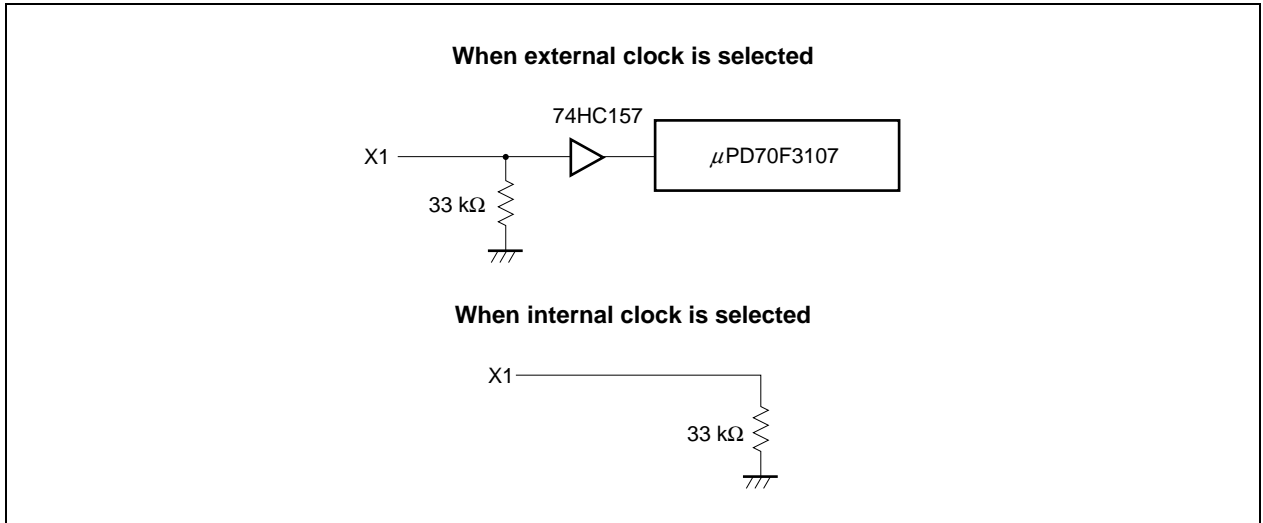 When external clock is selected
74HC157
X1
μPD70F3107
33 kΩ
When internal clock is selected
X1
33 kΩ